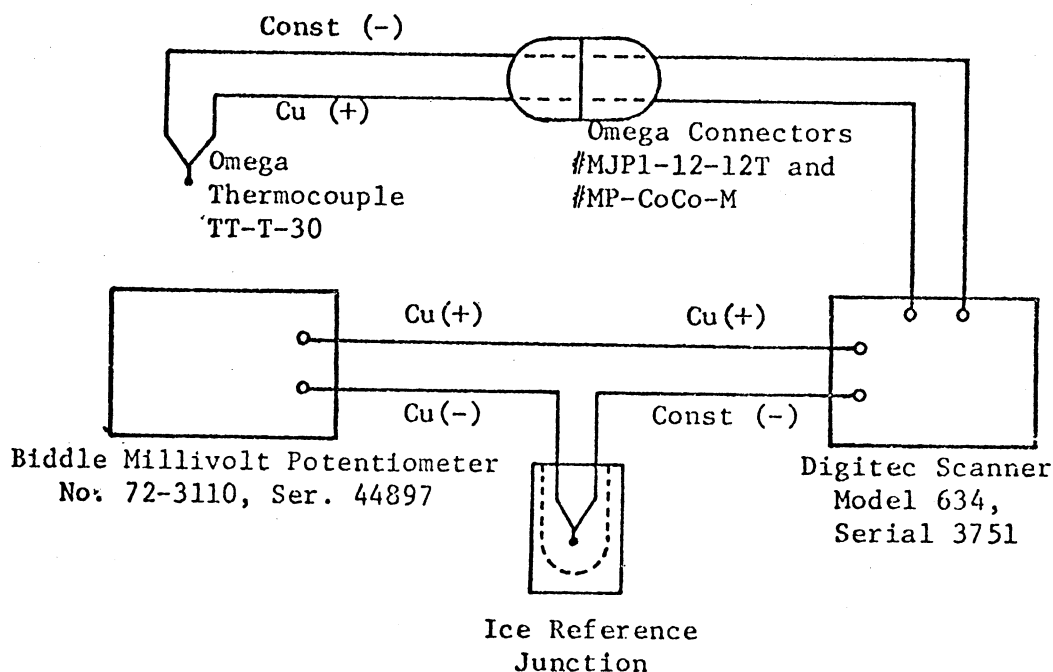 Const (-)
Cu (+)
Omega
Thermocouple
TT-T-30
Omega Connectors
#MJP1-12-12T and
#MP-CoCo-M
Cu(+)
Cu(+)
Cu(-)
Const (-)
Biddle Millivolt Potentiometer
No. 72-3110, Ser. 44897
Digitec Scanner
Model 634,
Serial 3751
Ice Reference
Junction